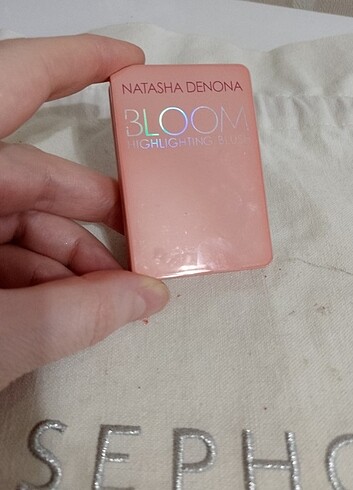 NATASHA DENONA
BLOOM
HIGHLIGHTING BLUSH
SEPHO